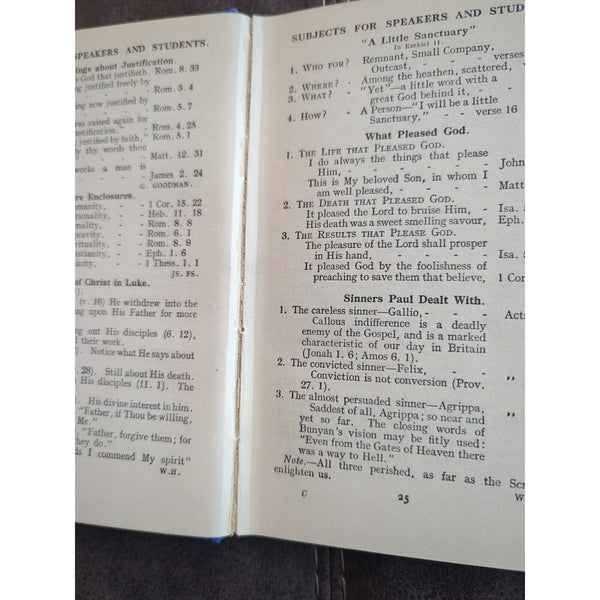 SPEAKERS AND STUDENTS.
ings about Justification.
s God that justifieth, Rom. 8. 33
ing justified freely by
- - - Rom. 3. 4
ing now justified by
- - - Rom. 5. 7
was raised again for
ustification," Rom. 4. 25
g justified by faith." Rom. 5. 1
y thy words thou
- - Matt. 12. 31
works a man is
- - James 2. 24
G. GOODMAN.
re Enclosures.
humanity, - 1 Cor. 15. 22
tionality, - Heb. 11. 18
rnality, - Rom. 8. 8
pravity, - Rom. 6. 1
irituality, - Rom. 8. 9
ristianity, - Eph. 1. 6
nity, - 1 Thess. 1. 1
JS. FS.
of Christ in Luke.
(v. 16) He withdrew into the
ing upon His Father for more
ing out His disciples (6. 12),
d their work.
). Notice what He says about
. 28). Still about His death.
His disciples (11. 1). The
His divine interest in him.
"Father, if Thou be willing,
Me."
"Father, forgive them; for
they do."
ds I commend My spirit"
W.H.
SUBJECTS FOR SPEAKERS AND STUD
"A Little Sanctuary"
In Ezekiel 11.
1. WHO FOR? Remnant, Small Company,
Outcast, - - - verses
2. WHERE? - Among the heathen, scattered,
3. WHAT? - "Yet"—a little word with a
great God behind it, - -
4. HOW? - A Person—"I will be a little
Sanctuary," - - verse 16
What Pleased God.
1. THE LIFE THAT PLEASED GOD.
I do always the things that please
Him, - - - - - John
This is My beloved Son, in whom I
am well pleased, - - - - Matt
2. THE DEATH THAT PLEASED GOD.
It pleased the Lord to bruise Him, - Isa.
His death was a sweet smelling savour, Eph.
3. THE RESULTS THAT PLEASE GOD.
The pleasure of the Lord shall prosper
in His hand, - - - - Isa.
It pleased God by the foolishness of
preaching to save them that believe, 1 Cor
Sinners Paul Dealt With.
1. The careless sinner—Gallio, - - Acts
Callous indifference is a deadly
enemy of the Gospel, and is a marked
characteristic of our day in Britain
(Jonah 1. 6; Amos 6. 1).
2. The convicted sinner—Felix, - - "
Conviction is not conversion (Prov.
27. 1).
3. The almost persuaded sinner—Agrippa, "
Saddest of all, Agrippa; so near and
yet so far. The closing words of
Bunyan's vision may be fitly used:
"Even from the Gates of Heaven there
was a way to Hell."
Note.—All three perished, as far as the Scr
enlighten us.
C 25 W